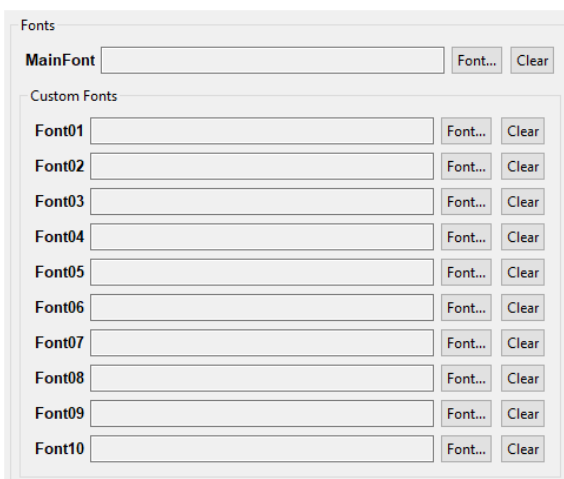 Fonts
MainFont Font... Clear
Custom Fonts
Font01 Font... Clear
Font02 Font... Clear
Font03 Font... Clear
Font04 Font... Clear
Font05 Font... Clear
Font06 Font... Clear
Font07 Font... Clear
Font08 Font... Clear
Font09 Font... Clear
Font10 Font... Clear